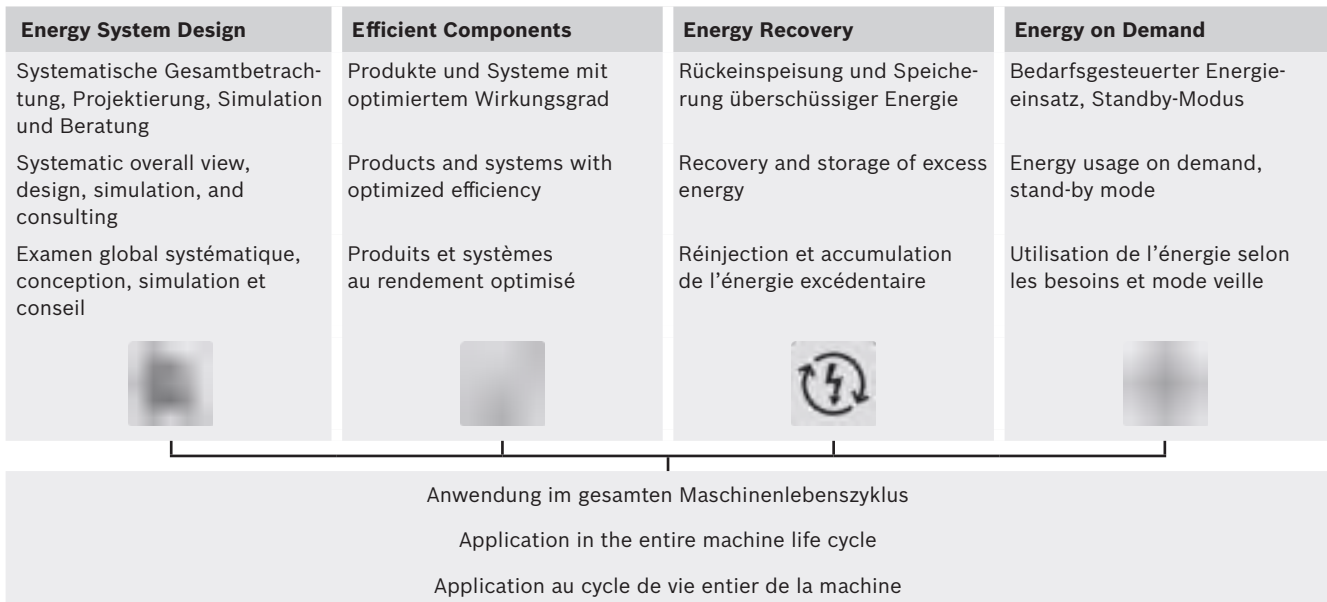 Energy System Design
Systematische Gesamtbetrach-
tung, Projektierung, Simulation
und Beratung
Systematic overall view,
design, simulation, and
consulting
Examen global systématique,
conception, simulation et
conseil
Efficient Components
Produkte und Systeme mit
optimiertem Wirkungsgrad
Products and systems with
optimized efficiency
Produits et systèmes
au rendement optimisé
Energy Recovery
Rückeinspeisung und Speiche-
rung überschüssiger Energie
Recovery and storage of excess
energy
Réinjection et accumulation
de l’énergie excédentaire
Energy on Demand
Bedarfsgesteuerter Energie-
einsatz, Standby-Modus
Energy usage on demand,
stand-by mode
Utilisation de l’énergie selon
les besoins et mode veille
Anwendung im gesamten Maschinenlebenszyklus
Application in the entire machine life cycle
Application au cycle de vie entier de la machine